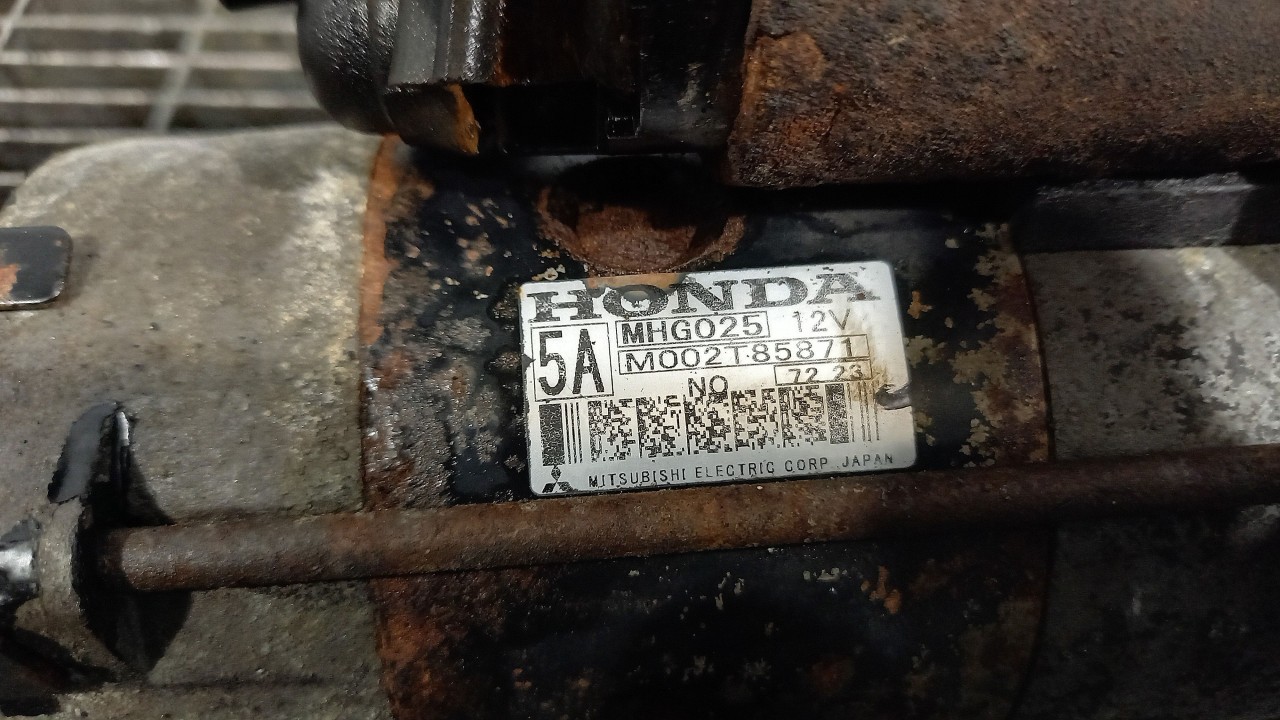 HONDA
5A MHG025 12V
M002T85871
NO 72 23
MITSUBISHI ELECTRIC CORP. JAPAN